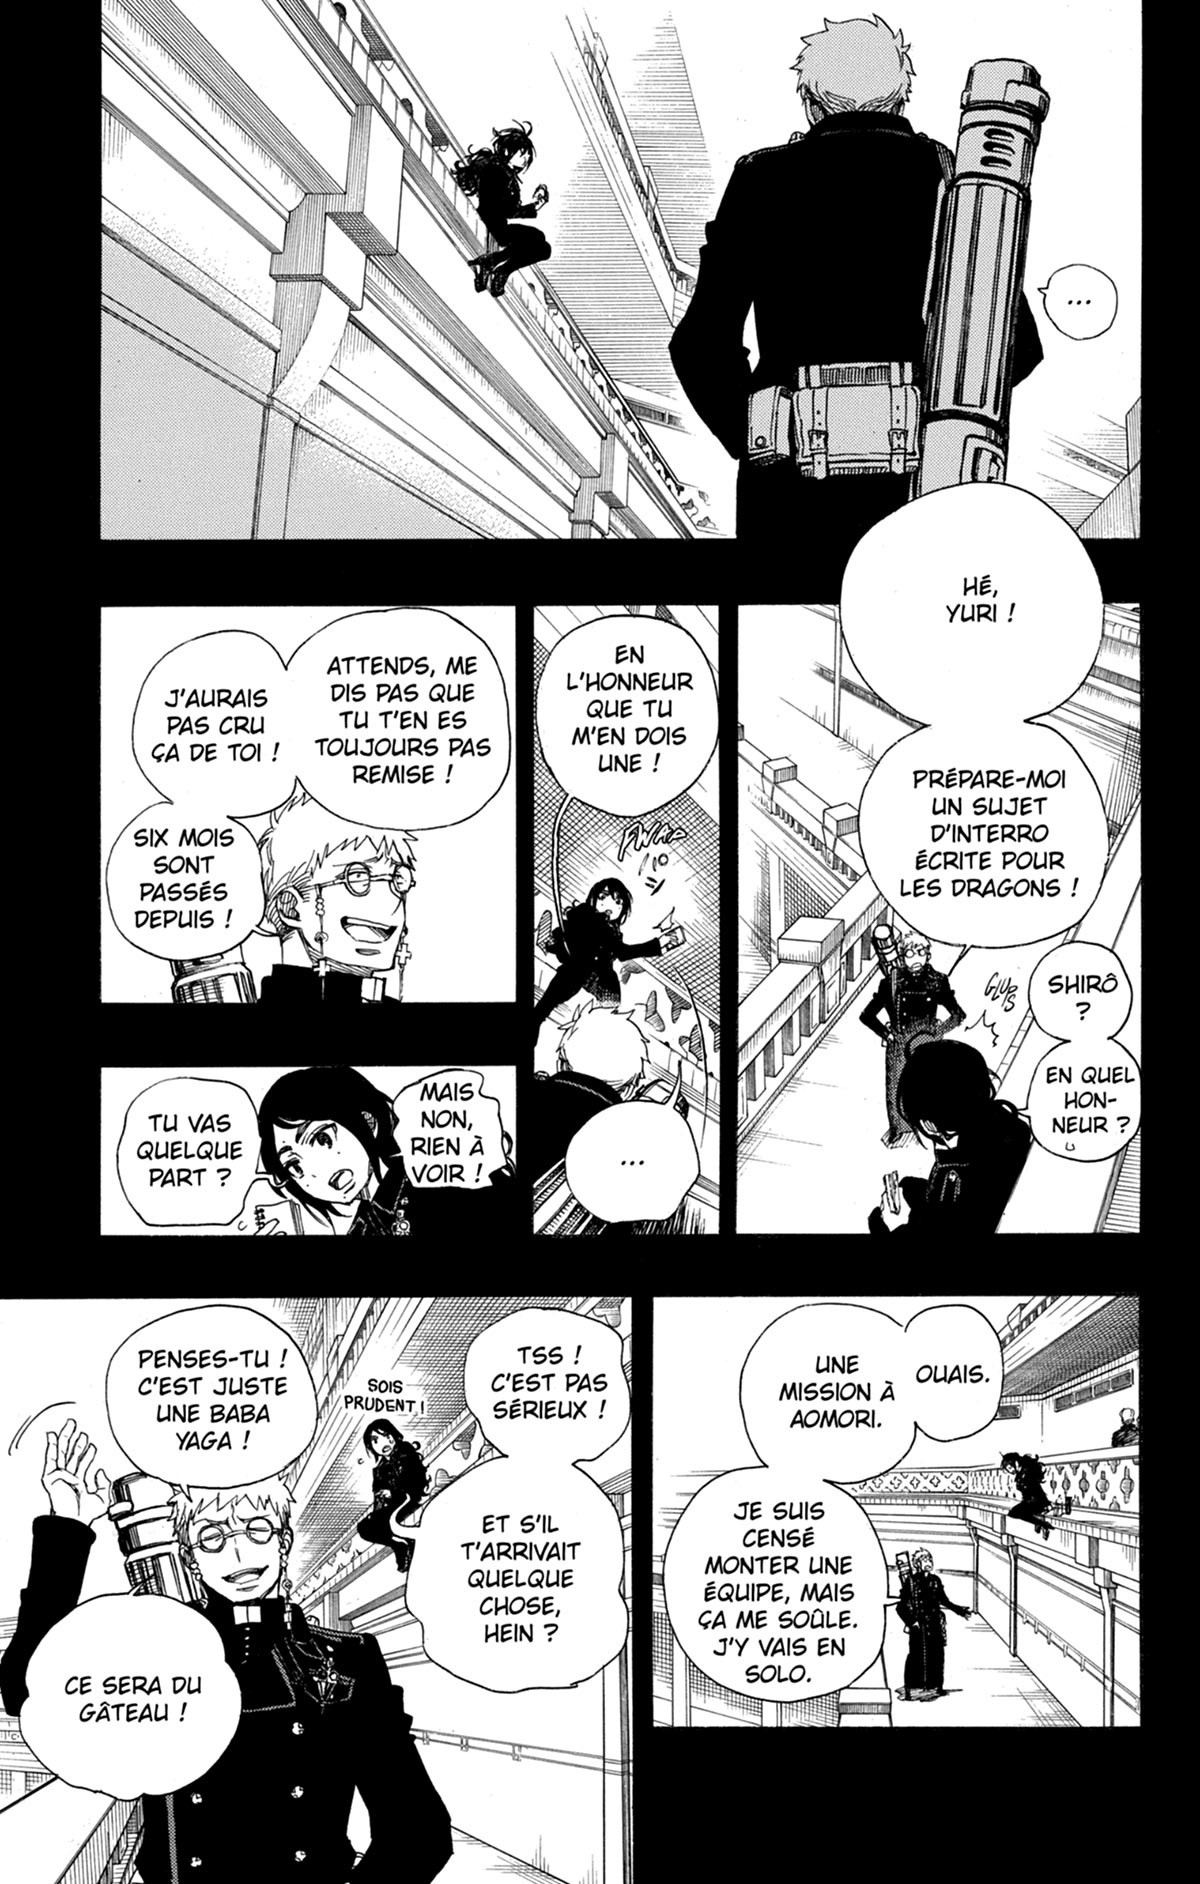 ...
HÉ,
YURI !
PRÉPARE-MOI
UN SUJET
D'INTERRO
ÉCRITE POUR
LES DRAGONS !
GLUPS
SHIRÔ
?
EN QUEL
HON-
NEUR ?
EN
L'HONNEUR
QUE TU
M'EN DOIS
UNE !
FWAP
...
ATTENDS, ME
DIS PAS QUE
TU T'EN ES
TOUJOURS PAS
REMISE !
J'AURAIS
PAS CRU
ÇA DE TOI !
SIX MOIS
SONT
PASSÉS
DEPUIS !
MAIS
NON,
RIEN À
VOIR !
TU VAS
QUELQUE
PART ?
OUAIS.
UNE
MISSION À
AOMORI.
JE SUIS
CENSÉ
MONTER UNE
ÉQUIPE, MAIS
ÇA ME SOÛLE.
J'Y VAIS EN
SOLO.
TSS !
C'EST PAS
SÉRIEUX !
ET S'IL
T'ARRIVAIT
QUELQUE
CHOSE,
HEIN ?
SOIS
PRUDENT !
PENSES-TU !
C'EST JUSTE
UNE BABA
YAGA !
CE SERA DU
GÂTEAU !